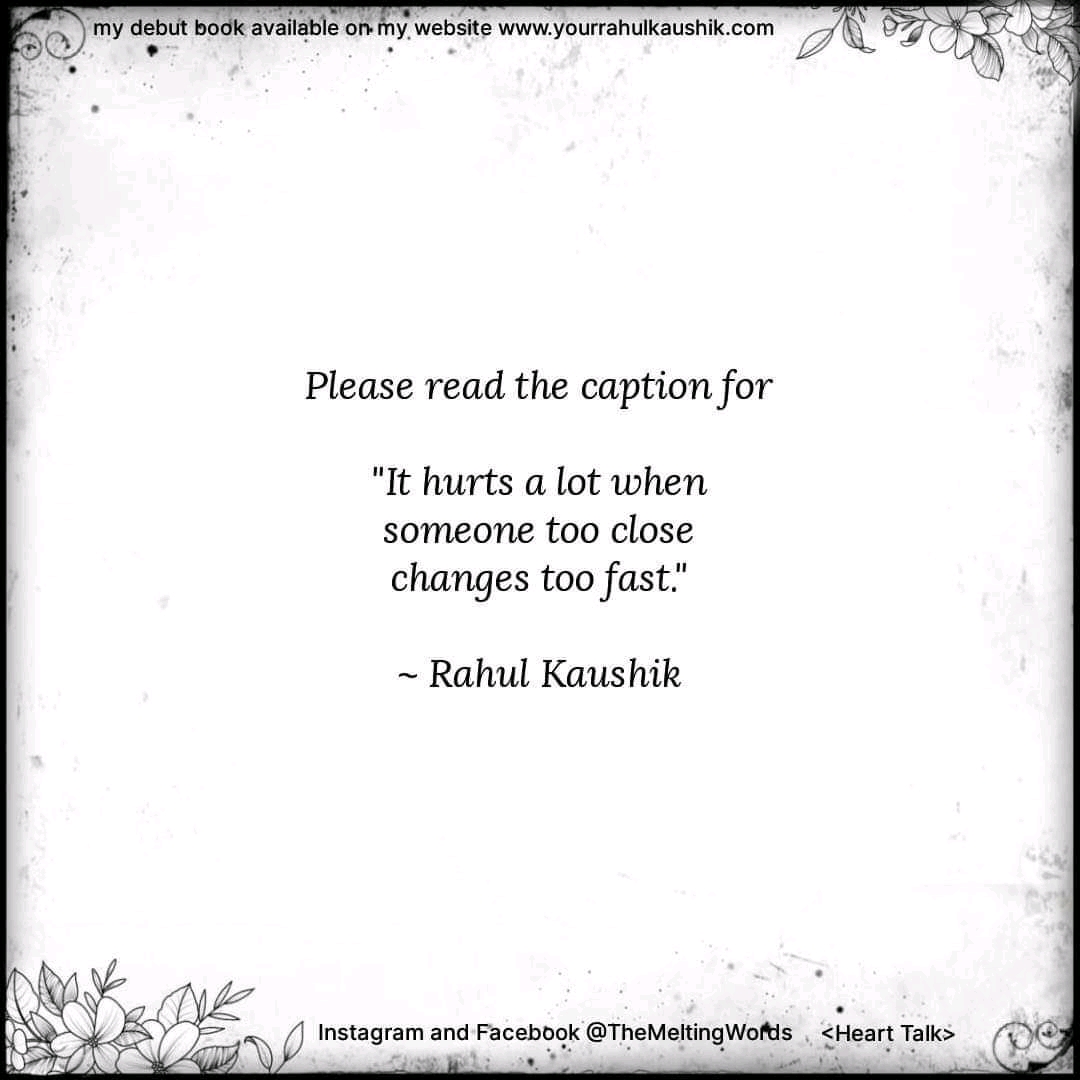 my debut book available on my website www.yourrahulkaushik.com
Please read the caption for
"It hurts a lot when
someone too close
changes too fast."
~ Rahul Kaushik
Instagram and Facebook @TheMeltingWords <Heart Talk>